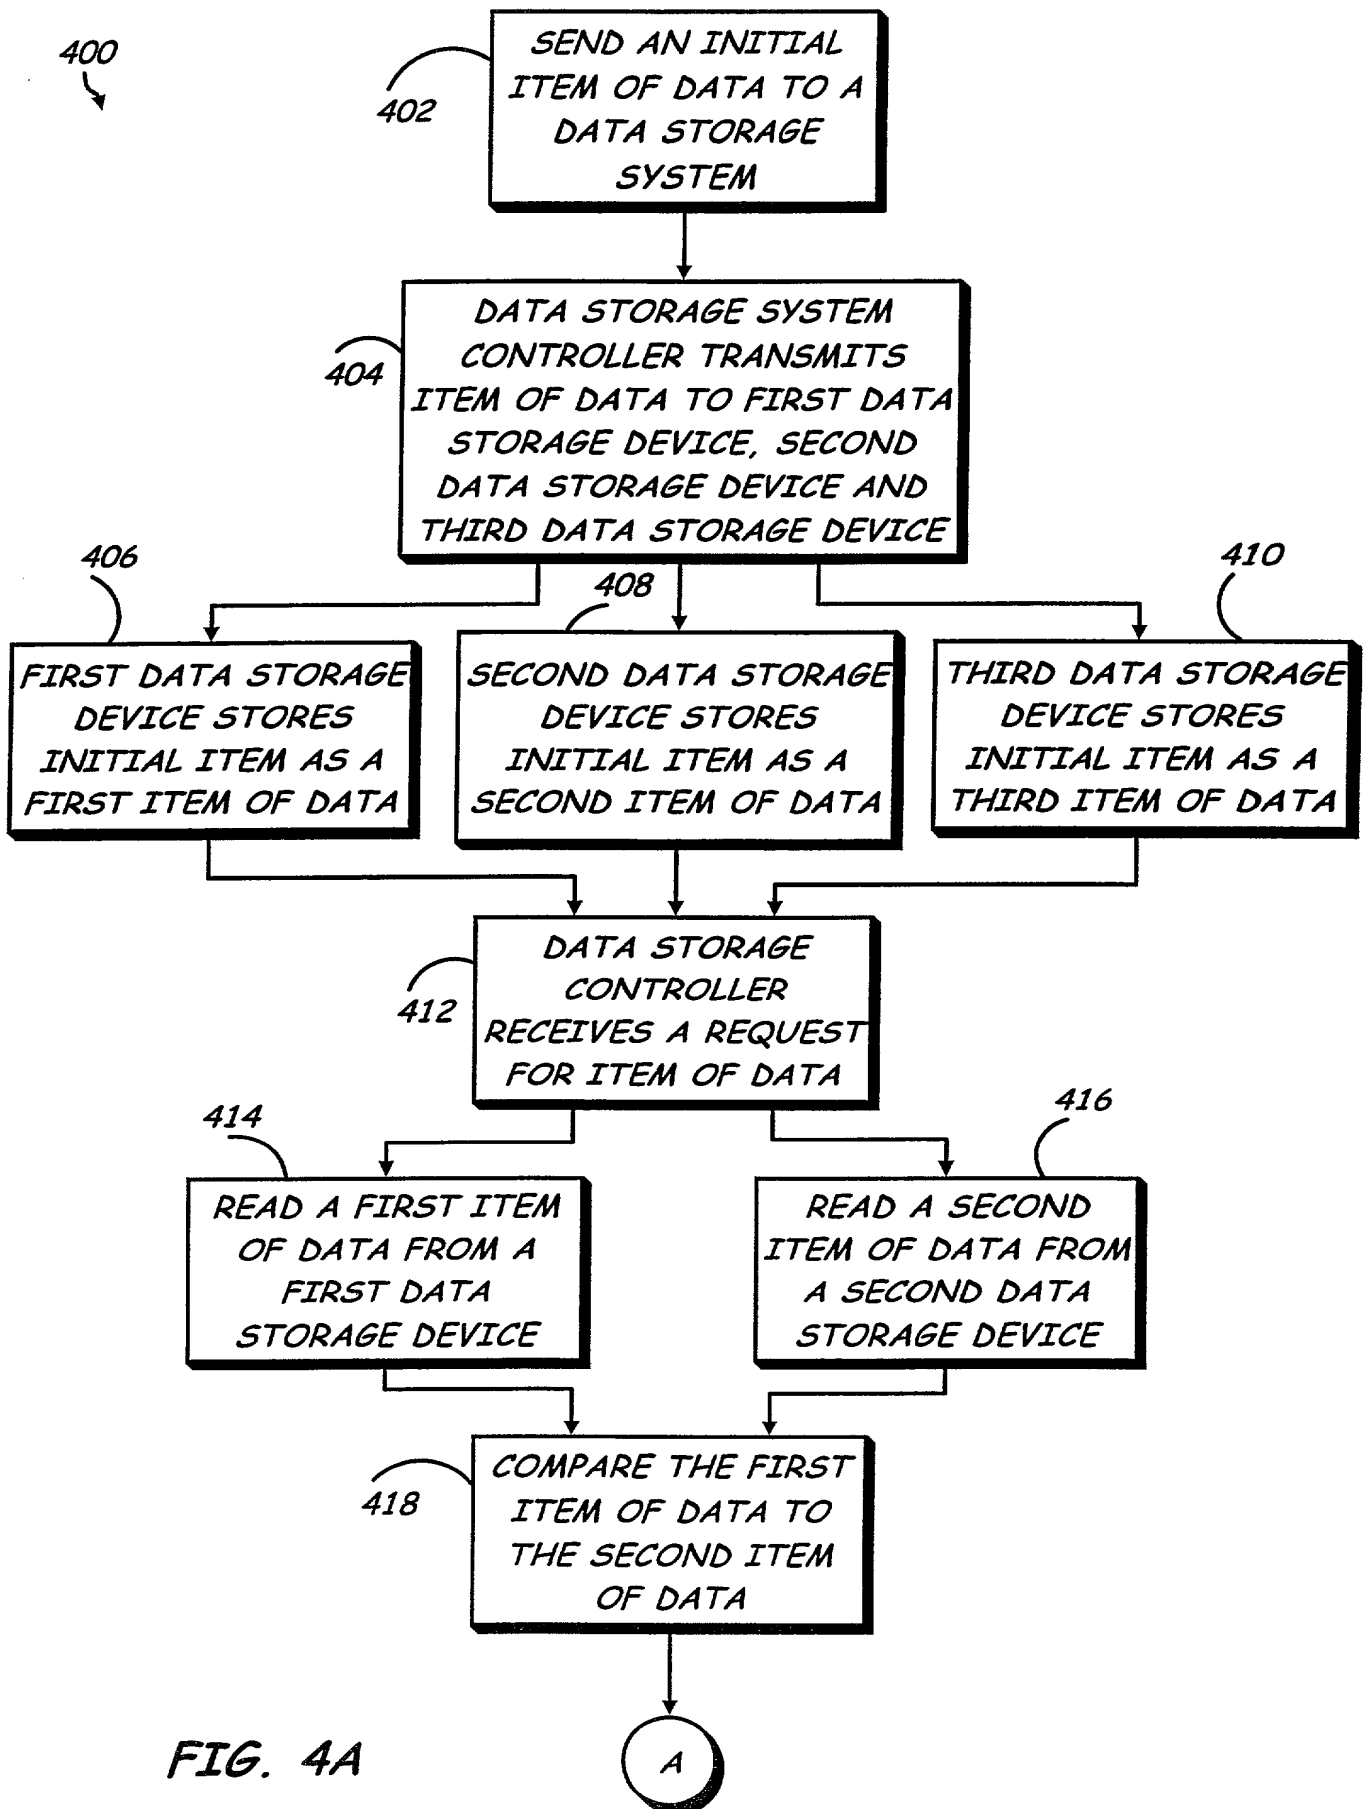 400
402
SEND AN INITIAL
ITEM OF DATA TO A
DATA STORAGE
SYSTEM
404
DATA STORAGE SYSTEM
CONTROLLER TRANSMITS
ITEM OF DATA TO FIRST DATA
STORAGE DEVICE, SECOND
DATA STORAGE DEVICE AND
THIRD DATA STORAGE DEVICE
406
FIRST DATA STORAGE
DEVICE STORES
INITIAL ITEM AS A
FIRST ITEM OF DATA
408
SECOND DATA STORAGE
DEVICE STORES
INITIAL ITEM AS A
SECOND ITEM OF DATA
410
THIRD DATA STORAGE
DEVICE STORES
INITIAL ITEM AS A
THIRD ITEM OF DATA
412
DATA STORAGE
CONTROLLER
RECEIVES A REQUEST
FOR ITEM OF DATA
414
READ A FIRST ITEM
OF DATA FROM A
FIRST DATA
STORAGE DEVICE
416
READ A SECOND
ITEM OF DATA FROM
A SECOND DATA
STORAGE DEVICE
418
COMPARE THE FIRST
ITEM OF DATA TO
THE SECOND ITEM
OF DATA
A
FIG. 4A